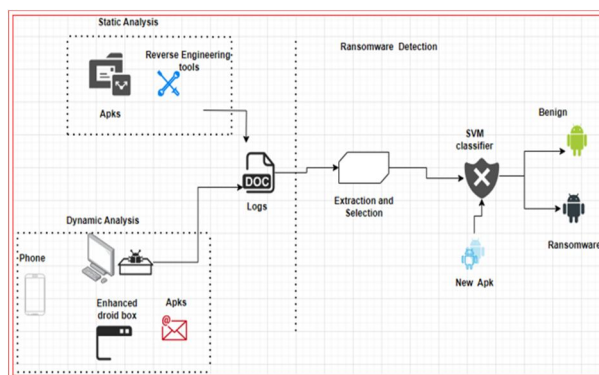 Static Analysis
Reverse Engineering
tools
Apks
Ransomware Detection
DOC
Logs
Extraction and
Selection
SVM
classifier
Benign
Ransomware
New Apk
Dynamic Analysis
Phone
Enhanced
droid box
Apks
@